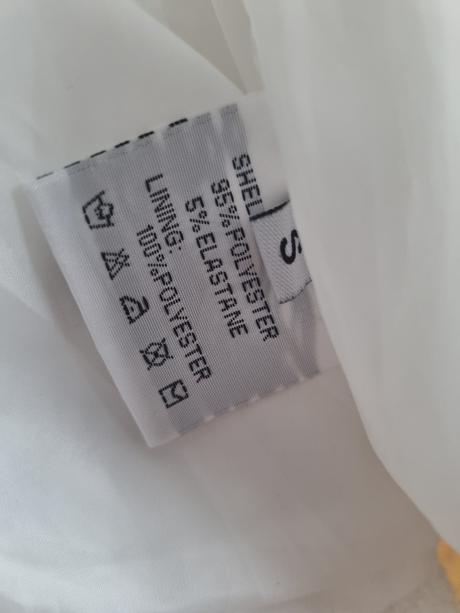 S
SHELL
95%POLYESTER
5%ELASTANE
LINING:
100%POLYESTER